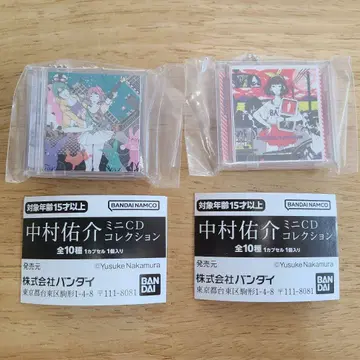 対象年齢15才以上
BANDAI NAMCO
中村佑介 ミニCDコレクション
全10種 1カプセル 1個入り
発売元
©Yusuke Nakamura
株式会社バンダイ
東京都台東区駒形1-4-8 〒111-8081
BAN
DAI
対象年齢15才以上
BANDAI NAMCO
中村佑介 ミニCDコレクション
全10種 1カプセル 1個入り
発売元
©Yusuke Nakamura
株式会社バンダイ
東京都台東区駒形1-4-8 〒111-8081
BAN
DAI